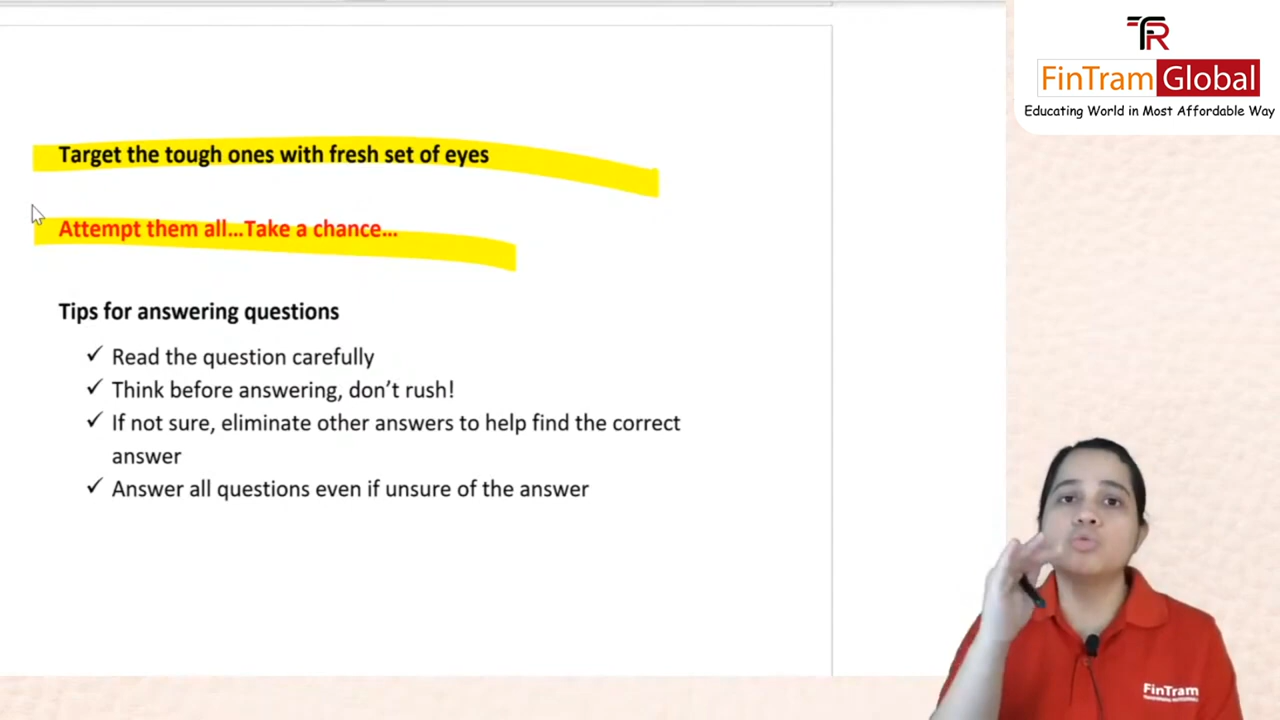 TR
FinTram Global
Educating World in Most Affordable Way
Target the tough ones with fresh set of eyes
Attempt them all...Take a chance...
Tips for answering questions
✓ Read the question carefully
✓ Think before answering, don't rush!
✓ If not sure, eliminate other answers to help find the correct
answer
✓ Answer all questions even if unsure of the answer
FinTram